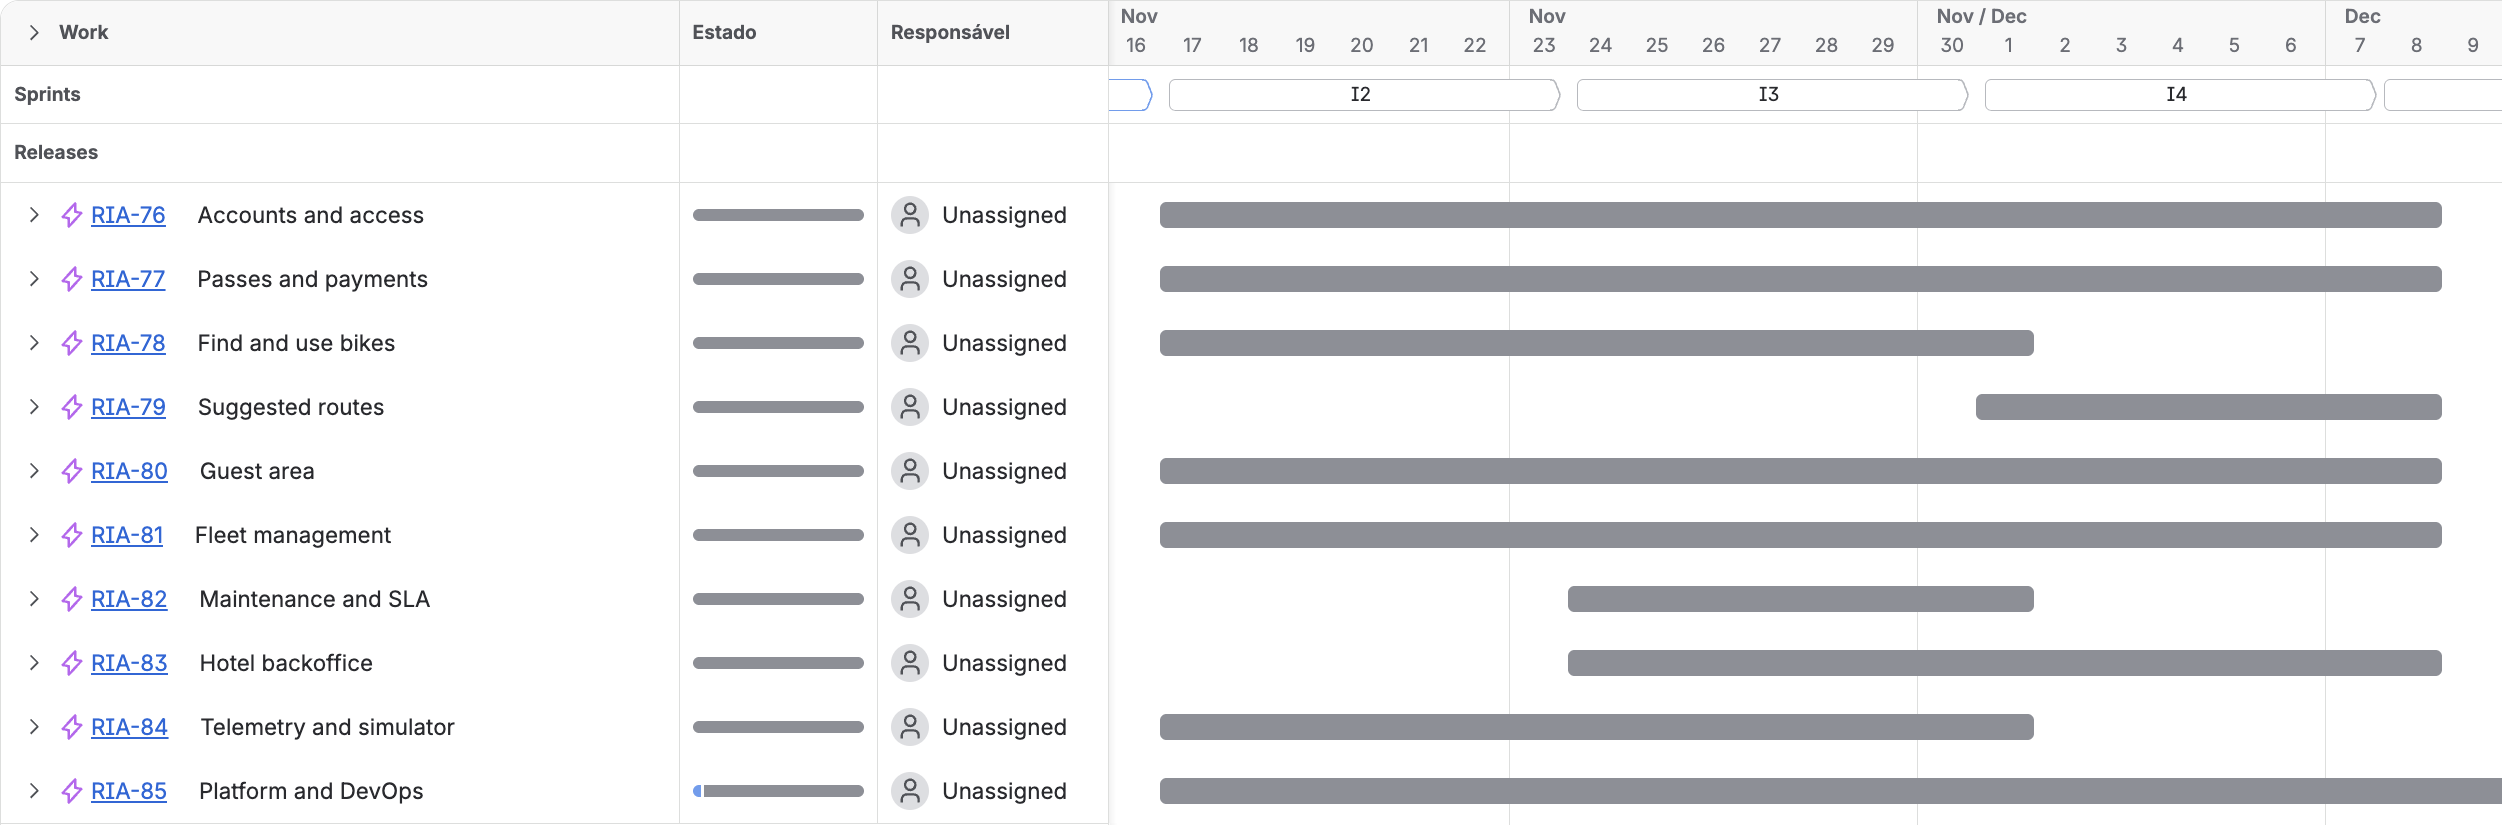 Work Estado Responsável Nov Nov Nov / Dec Dec
16 17 18 19 20 21 22 23 24 25 26 27 28 29 30 1 2 3 4 5 6 7 8 9
Sprints I2 I3 I4
Releases
RIA-76 Accounts and access Unassigned
RIA-77 Passes and payments Unassigned
RIA-78 Find and use bikes Unassigned
RIA-79 Suggested routes Unassigned
RIA-80 Guest area Unassigned
RIA-81 Fleet management Unassigned
RIA-82 Maintenance and SLA Unassigned
RIA-83 Hotel backoffice Unassigned
RIA-84 Telemetry and simulator Unassigned
RIA-85 Platform and DevOps Unassigned